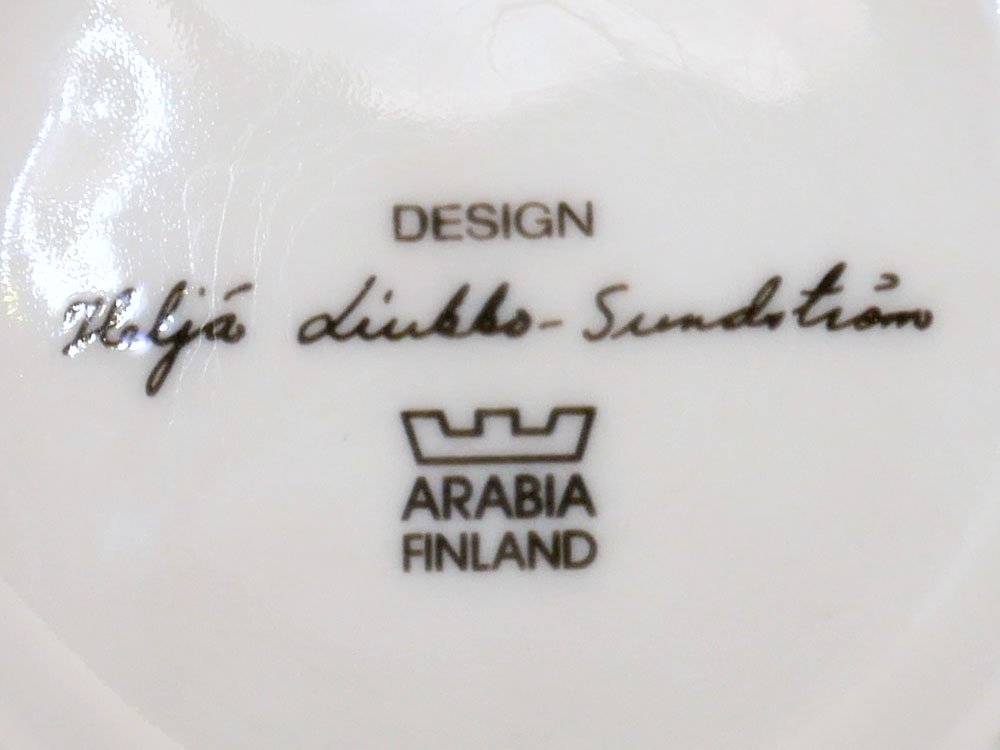 DESIGN
Heljä Liukko-Sundström
ARABIA
FINLAND